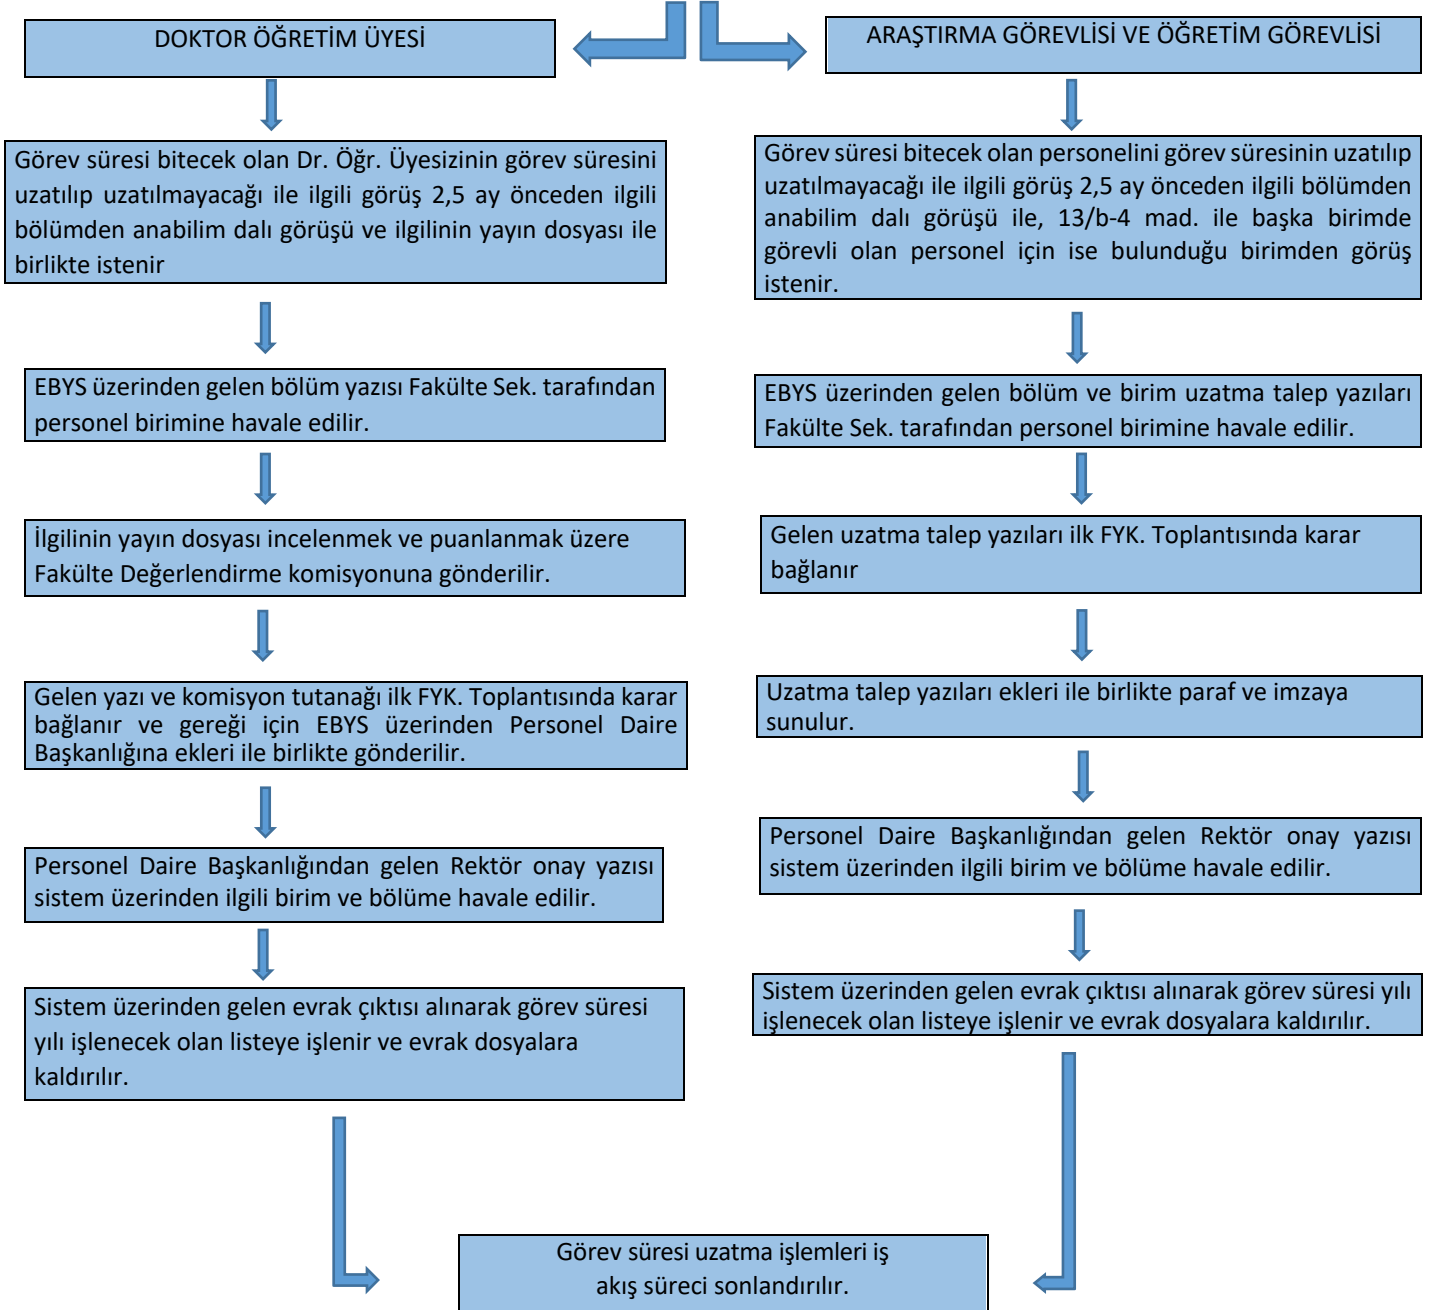 DOKTOR ÖĞRETİM ÜYESİ
Görev süresi bitecek olan Dr. Öğr. Üyesizinin görev süresini
uzatılıp uzatılmayacağı ile ilgili görüş 2,5 ay önceden ilgili
bölümden anabilim dalı görüşü ve ilgilinin yayın dosyası ile
birlikte istenir
EBYS üzerinden gelen bölüm yazısı Fakülte Sek. tarafından
personel birimine havale edilir.
İlgilinin yayın dosyası incelenmek ve puanlanmak üzere
Fakülte Değerlendirme komisyonuna gönderilir.
Gelen yazı ve komisyon tutanağı ilk FYK. Toplantısında karar
bağlanır ve gereği için EBYS üzerinden Personel Daire
Başkanlığına ekleri ile birlikte gönderilir.
Personel Daire Başkanlığından gelen Rektör onay yazısı
sistem üzerinden ilgili birim ve bölüme havale edilir.
Sistem üzerinden gelen evrak çıktısı alınarak görev süresi
yılı işlenecek olan listeye işlenir ve evrak dosyalara
kaldırılır.
ARAŞTIRMA GÖREVLİSİ VE ÖĞRETİM GÖREVLİSİ
Görev süresi bitecek olan personelini görev süresinin uzatılıp
uzatılmayacağı ile ilgili görüş 2,5 ay önceden ilgili bölümden
anabilim dalı görüşü ile, 13/b-4 mad. ile başka birimde
görevli olan personel için ise bulunduğu birimden görüş
istenir.
EBYS üzerinden gelen bölüm ve birim uzatma talep yazıları
Fakülte Sek. tarafından personel birimine havale edilir.
Gelen uzatma talep yazıları ilk FYK. Toplantısında karar
bağlanır
Uzatma talep yazıları ekleri ile birlikte paraf ve imzaya
sunulur.
Personel Daire Başkanlığından gelen Rektör onay yazısı
sistem üzerinden ilgili birim ve bölüme havale edilir.
Sistem üzerinden gelen evrak çıktısı alınarak görev süresi yılı
işlenecek olan listeye işlenir ve evrak dosyalara kaldırılır.
Görev süresi uzatma işlemleri iş
akış süreci sonlandırılır.